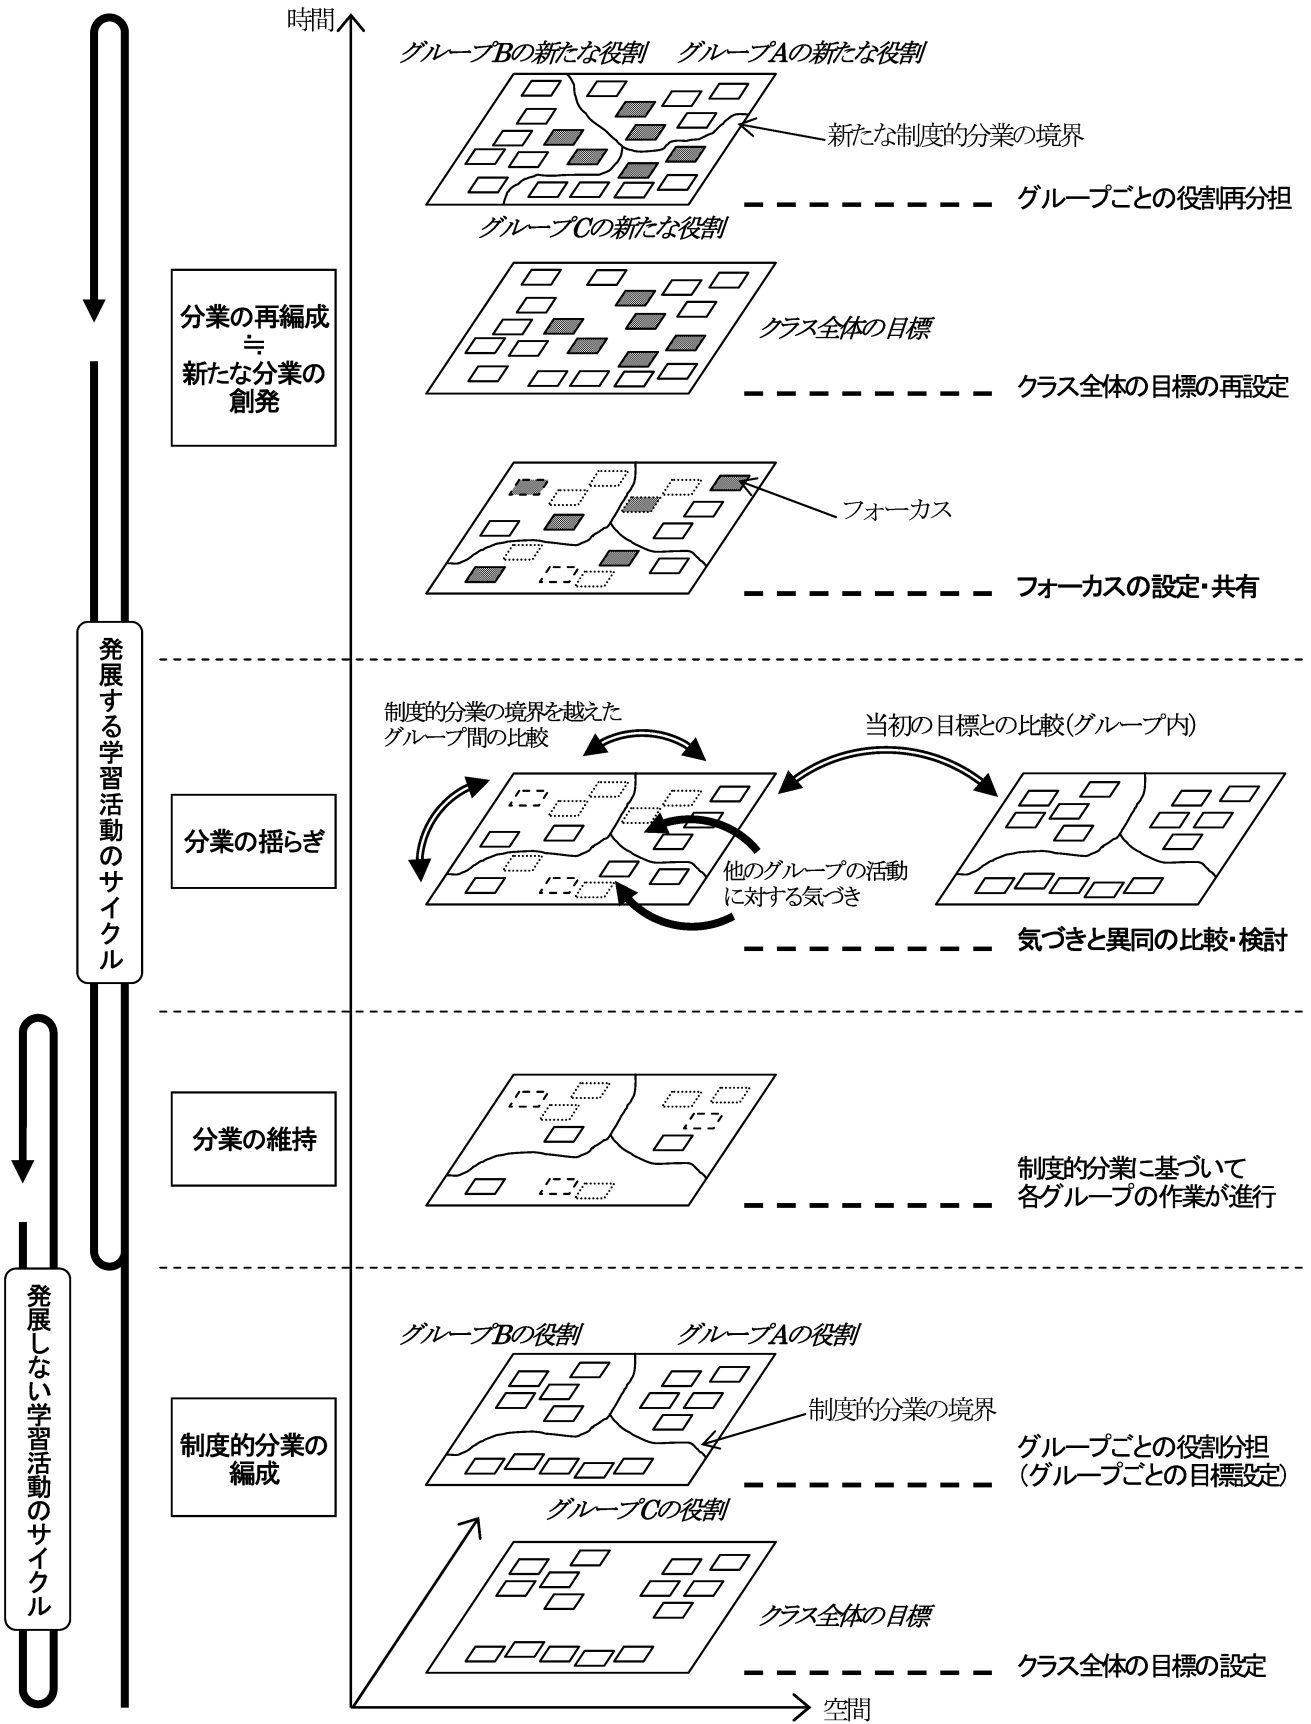 時間
グループBの新たな役割
グループAの新たな役割
新たな制度的分業の境界
グループごとの役割再分担
グループCの新たな役割
分業の再編成
≒
新たな分業の
創発
クラス全体の目標
クラス全体の目標の再設定
フォーカス
フォーカスの設定・共有
発展する学習活動のサイクル
制度的分業の境界を越えた
グループ間の比較
当初の目標との比較(グループ内)
分業の揺らぎ
他のグループの活動
に対する気づき
気づきと異同の比較・検討
分業の維持
制度的分業に基づいて
各グループの作業が進行
発展しない学習活動のサイクル
グループBの役割
グループAの役割
制度的分業の境界
制度的分業の
編成
グループごとの役割分担
(グループごとの目標設定)
グループCの役割
クラス全体の目標
クラス全体の目標の設定
空間